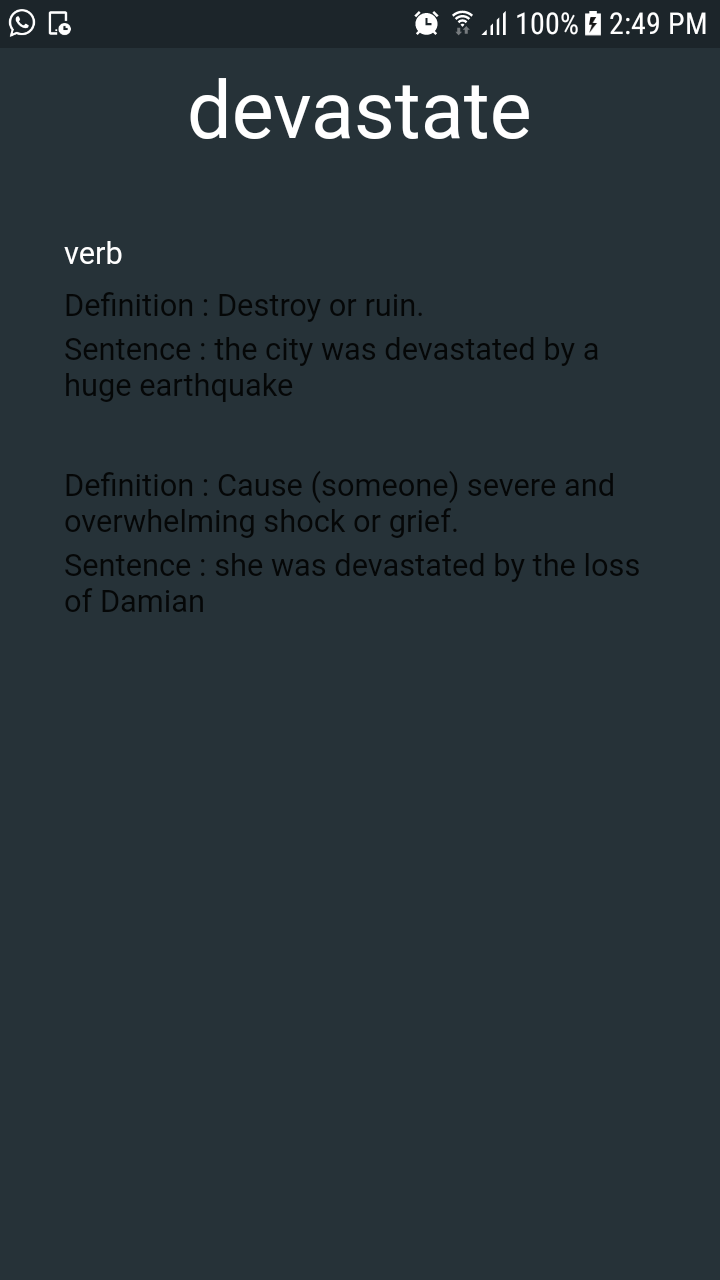 100% 2:49 PM
devastate
verb
Definition : Destroy or ruin.
Sentence : the city was devastated by a
huge earthquake
Definition : Cause (someone) severe and
overwhelming shock or grief.
Sentence : she was devastated by the loss
of Damian